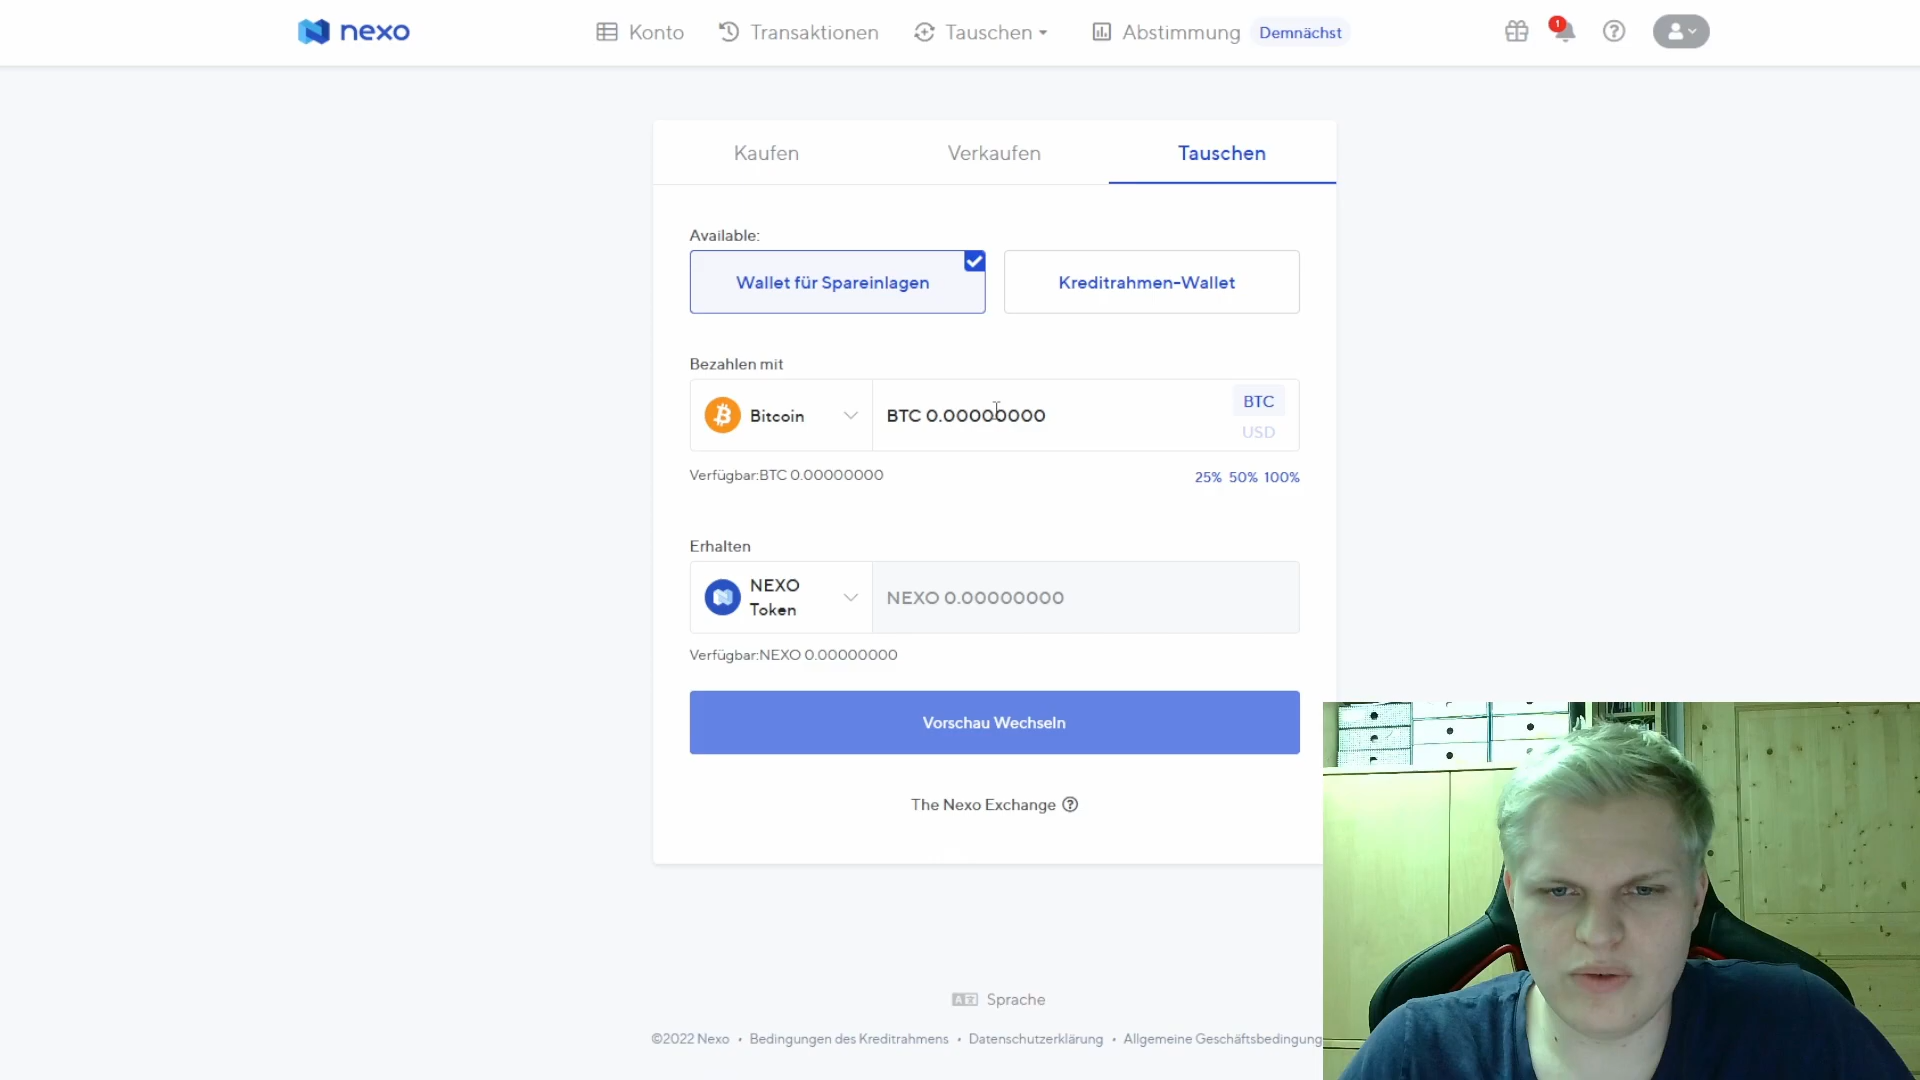 nexo
Konto
Transaktionen
Tauschen
Abstimmung
Demnächst
1
Kaufen
Verkaufen
Tauschen
Available:
Wallet für Spareinlagen
Kreditrahmen-Wallet
Bezahlen mit
Bitcoin
BTC 0.00000000
BTC
USD
Verfügbar:BTC 0.00000000
25% 50% 100%
Erhalten
NEXO
Token
NEXO 0.00000000
Verfügbar:NEXO 0.00000000
Vorschau Wechseln
The Nexo Exchange
Sprache
©2022 Nexo • Bedingungen des Kreditrahmens • Datenschutzerklärung • Allgemeine Geschäftsbedingung